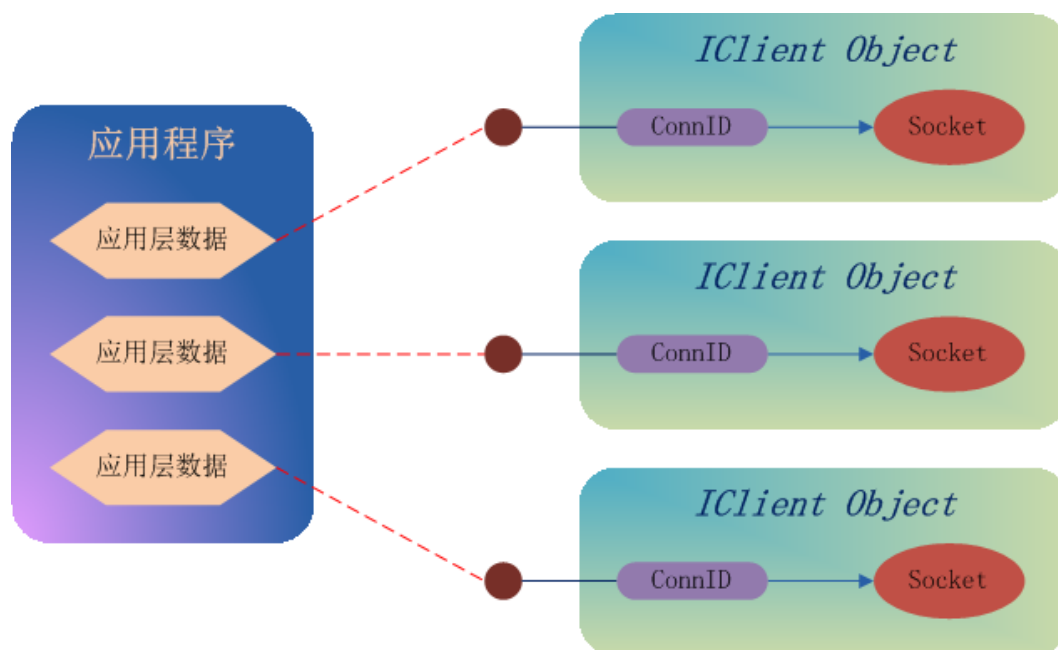 应用程序
应用层数据
应用层数据
应用层数据
IClient Object
ConnID
Socket
IClient Object
ConnID
Socket
IClient Object
ConnID
Socket